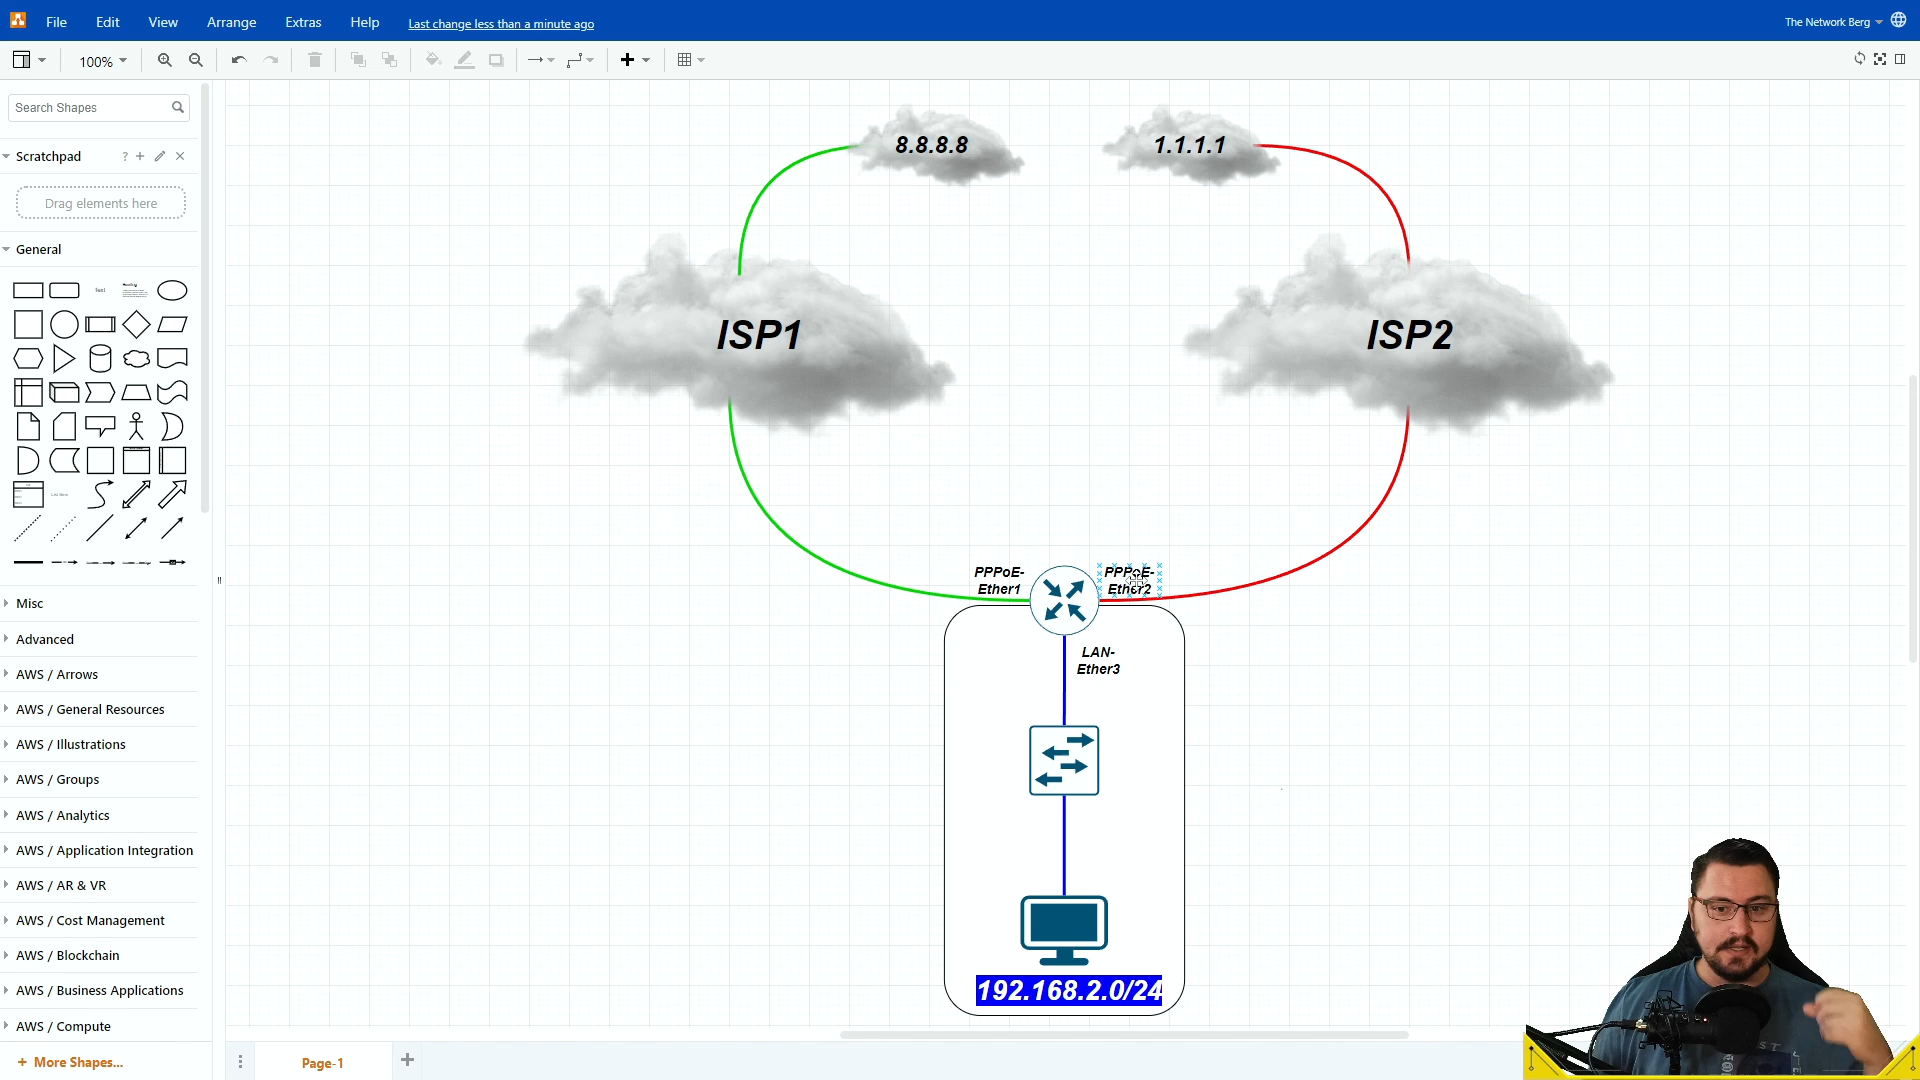 File Edit View Arrange Extras Help Last change less than a minute ago The Network Berg
100%
Search Shapes
Scratchpad ?
Drag elements here
General
Text
Heading
List Item
Misc
Advanced
AWS / Arrows
AWS / General Resources
AWS / Illustrations
AWS / Groups
AWS / Analytics
AWS / Application Integration
AWS / AR & VR
AWS / Cost Management
AWS / Blockchain
AWS / Business Applications
AWS / Compute
+ More Shapes...
8.8.8.8
1.1.1.1
ISP1
ISP2
PPPoE-
Ether1
PPPoE-
Ether2
LAN-
Ether3
192.168.2.0/24
Page-1